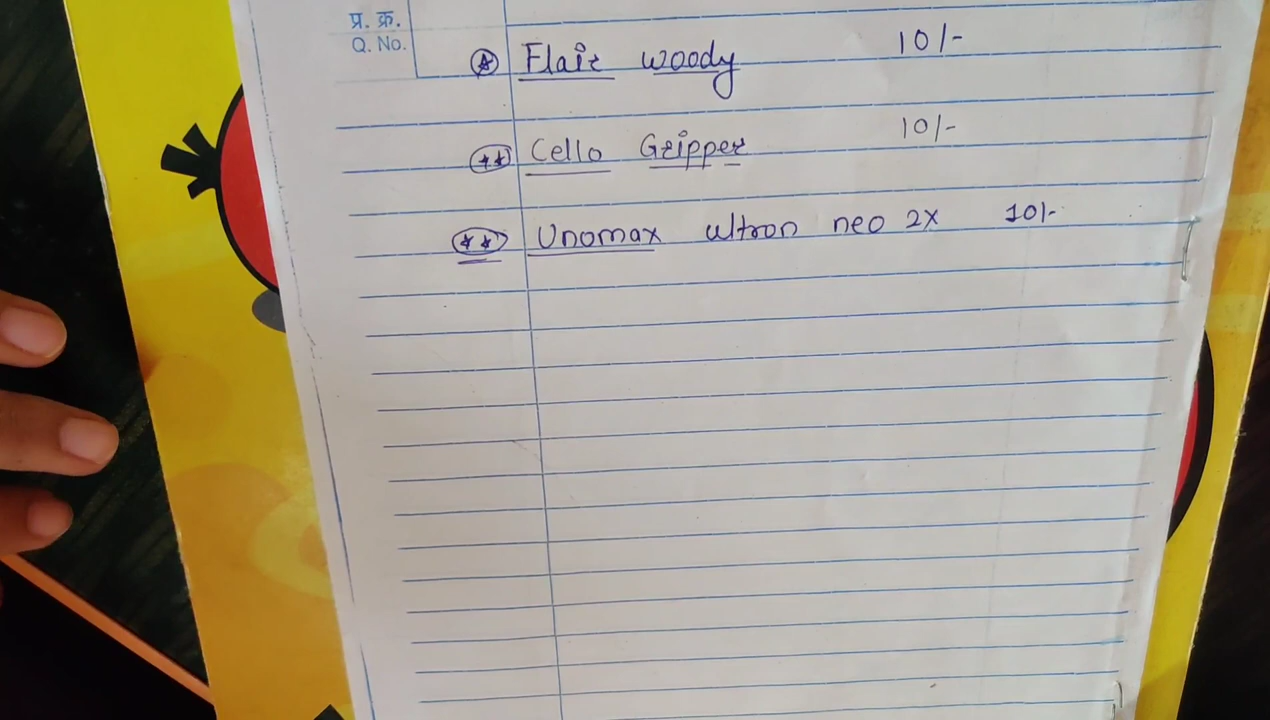 प्र. क्र.
Q. No.
Flair woody 10/-
Cello Gripper 10/-
Unomax ultron neo 2X 10/-